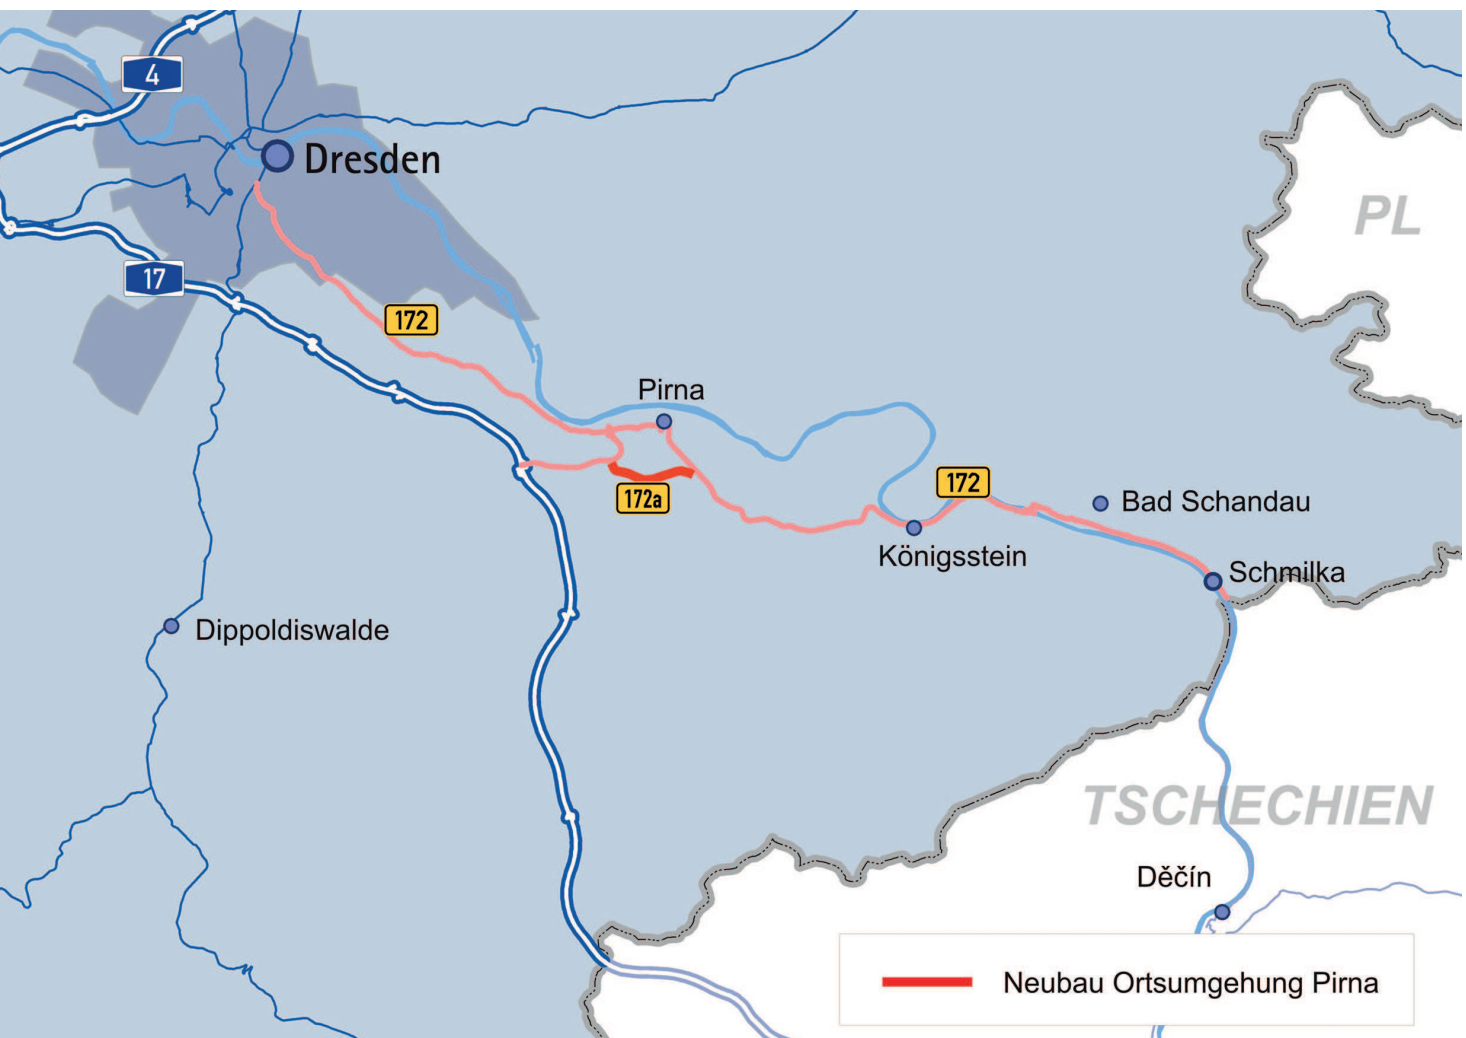 4
Dresden
PL
17
172
Pirna
172
Bad Schandau
172a
Königsstein
Schmilka
Dippoldiswalde
TSCHECHIEN
Děčín
Neubau Ortsumgehung Pirna